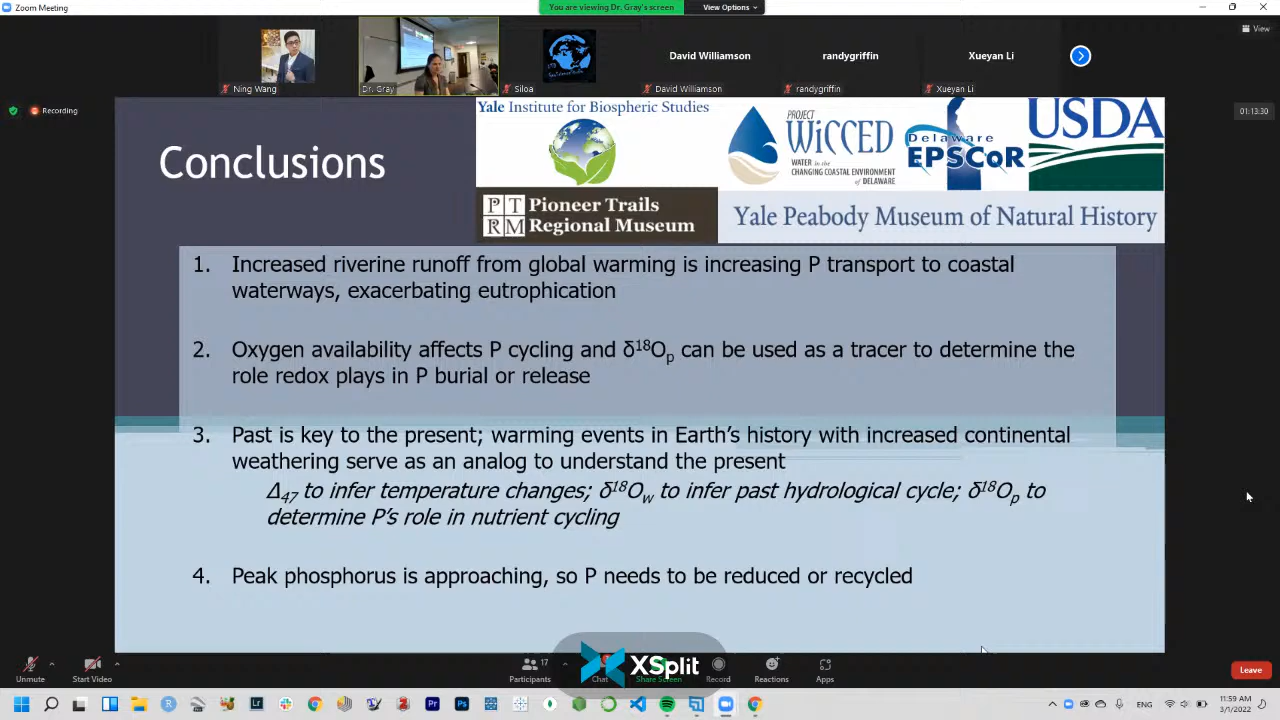 Zoom Meeting
You are viewing Dr. Gray's screen
View Options
View
David Williamson
randygriffin
Xueyan Li
Ning Wang
Dr. Gray
Siloa
David Williamson
randygriffin
Xueyan Li
Recording
01:13:30
Conclusions
Yale Institute for Biospheric Studies
PROJECT
WiCCED
WATER in the
CHANGING COASTAL ENVIRONMENT
of DELAWARE
Delaware
EPSCoR
USDA
PTRM
Pioneer Trails
Regional Museum
Yale Peabody Museum of Natural History
1. Increased riverine runoff from global warming is increasing P transport to coastal
waterways, exacerbating eutrophication
2. Oxygen availability affects P cycling and δ¹⁸Oₚ can be used as a tracer to determine the
role redox plays in P burial or release
3. Past is key to the present; warming events in Earth's history with increased continental
weathering serve as an analog to understand the present
Δ₄₇ to infer temperature changes; δ¹⁸O_w to infer past hydrological cycle; δ¹⁸Oₚ to
determine P's role in nutrient cycling
4. Peak phosphorus is approaching, so P needs to be reduced or recycled
XSplit
Unmute
Start Video
17
Participants
Chat
Share Screen
Record
Reactions
Apps
Leave
ENG
11:59 AM
3/1/2022